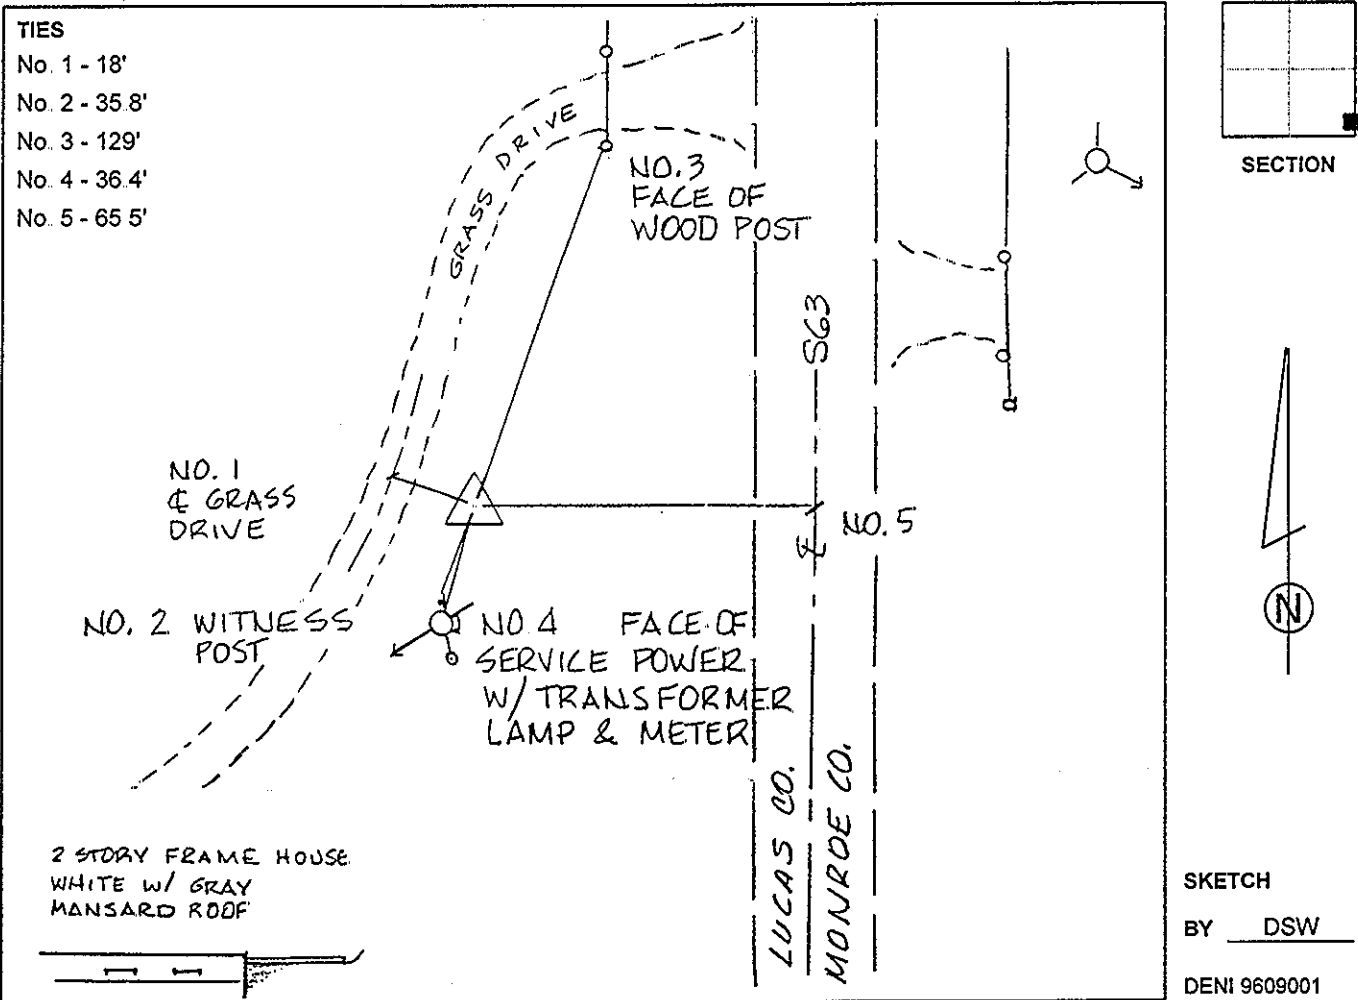 TIES
No. 1 - 18'
No. 2 - 35.8'
No. 3 - 129'
No. 4 - 36.4'
No. 5 - 65 5'
GRASS DRIVE
NO. 3
FACE OF
WOOD POST
SECTION
S63
NO. 1
℄ GRASS
DRIVE
℄ NO. 5
N
NO. 2 WITNESS
POST
NO 4 FACE OF
SERVICE POWER
W/ TRANSFORMER
LAMP & METER
LUCAS CO.
MONROE CO.
2 STORY FRAME HOUSE
WHITE W/ GRAY
MANSARD ROOF
SKETCH
BY DSW
DENI 9609001